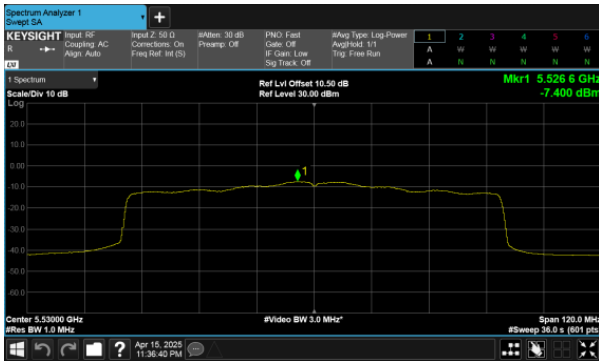 Spectrum Analyzer 1
Swept SA
+
KEYSIGHT
R
LXI
Input: RF
Coupling: AC
Align: Auto
Input Z: 50 Ω
Corrections: On
Freq Ref: Int (S)
#Atten: 30 dB
Preamp: Off
PNO: Fast
Gate: Off
IF Gain: Low
Sig Track: Off
#Avg Type: Log-Power
Avg|Hold: 1/1
Trig: Free Run
1 2 3 4 5 6
A W W W W W
A N N N N N
1 Spectrum
Scale/Div 10 dB
Log
Ref Lvl Offset 10.50 dB
Ref Level 30.00 dBm
Mkr1 5.526 6 GHz
-7.400 dBm
20.0
10.0
0.00
1
-10.0
-20.0
-30.0
-40.0
-50.0
-60.0
Center 5.53000 GHz
#Res BW 1.0 MHz
#Video BW 3.0 MHz*
Span 120.0 MHz
#Sweep 36.0 s (601 pts)
?
Apr 15, 2025
11:36:40 PM